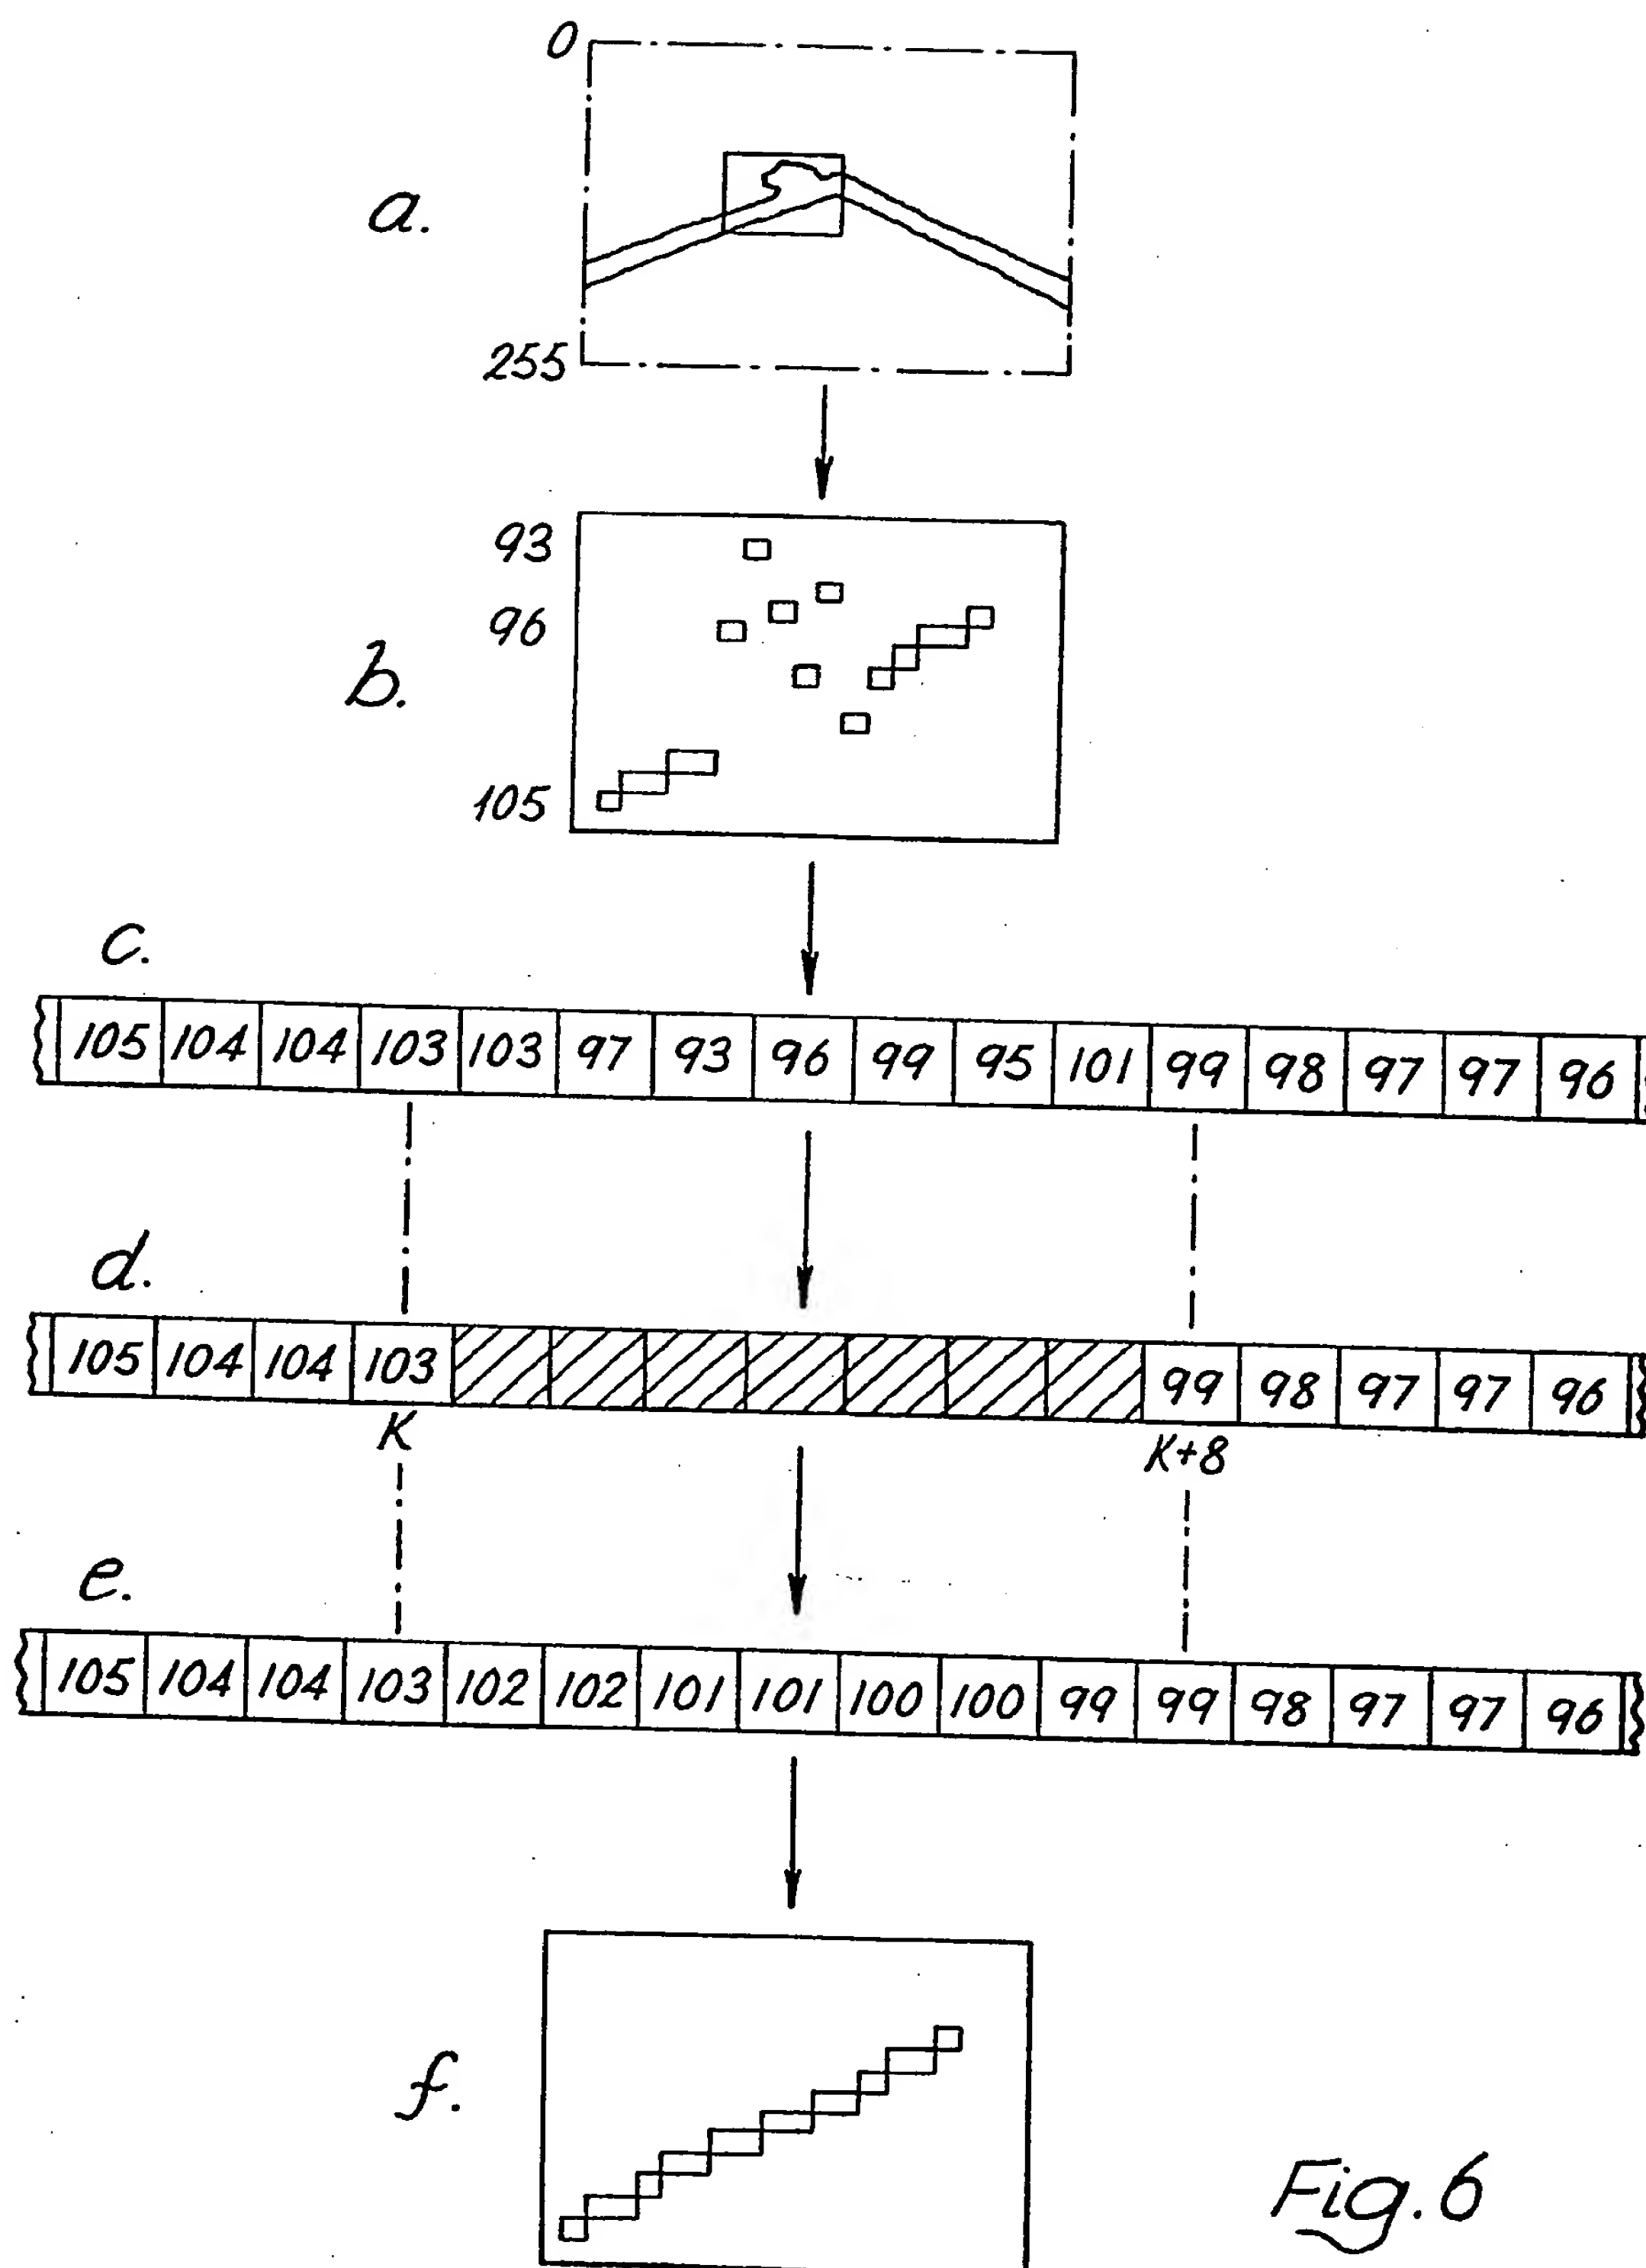 0
a.
255
93
96
b.
105
c.
105 104 104 103 103 97 93 96 99 95 101 99 98 97 97 96
d.
105 104 104 103 99 98 97 97 96
K K+8
e.
105 104 104 103 102 102 101 101 100 100 99 99 98 97 97 96
f.
Fig. 6